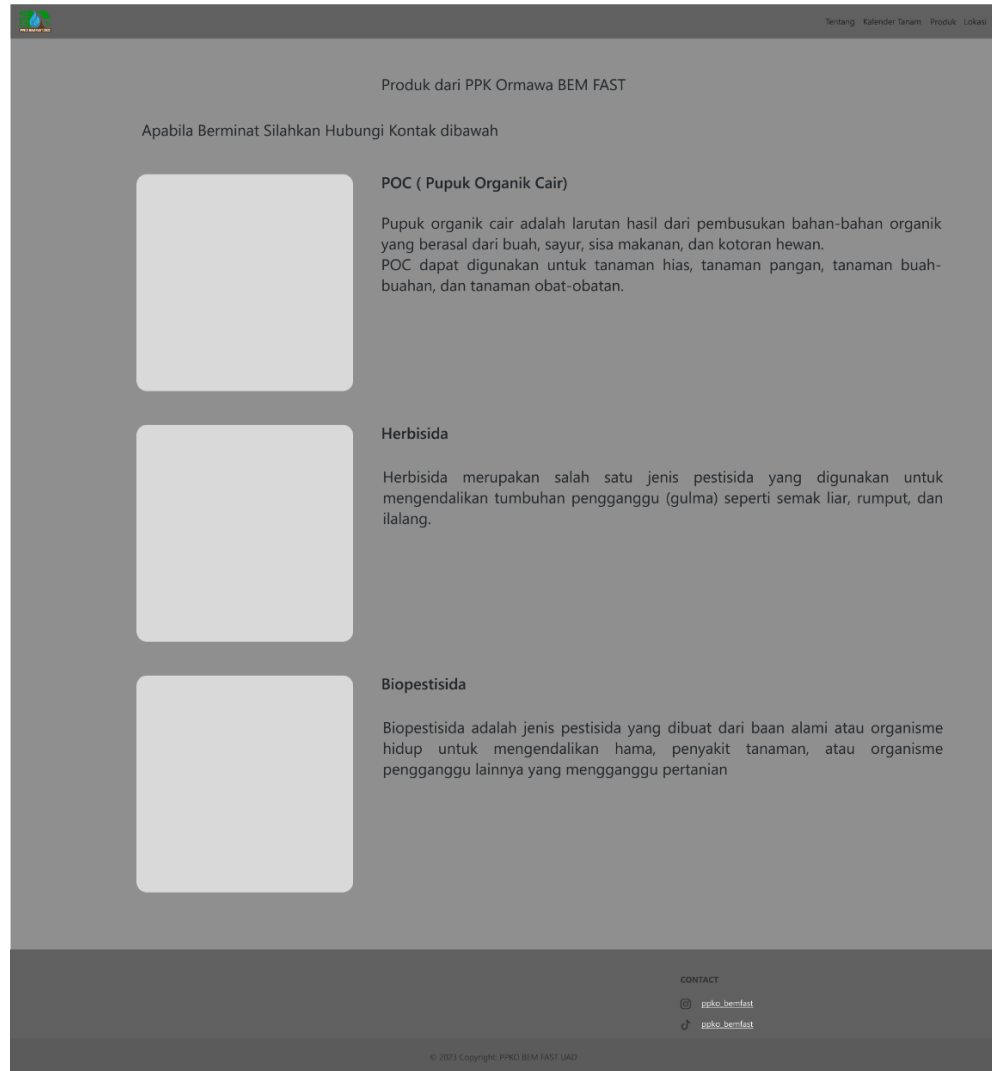 Tentang Kalender Tanam Produk Lokasi
Produk dari PPK Ormawa BEM FAST
Apabila Berminat Silahkan Hubungi Kontak dibawah
POC ( Pupuk Organik Cair)
Pupuk organik cair adalah larutan hasil dari pembusukan bahan-bahan organik
yang berasal dari buah, sayur, sisa makanan, dan kotoran hewan.
POC dapat digunakan untuk tanaman hias, tanaman pangan, tanaman buah-
buahan, dan tanaman obat-obatan.
Herbisida
Herbisida merupakan salah satu jenis pestisida yang digunakan untuk
mengendalikan tumbuhan pengganggu (gulma) seperti semak liar, rumput, dan
ilalang.
Biopestisida
Biopestisida adalah jenis pestisida yang dibuat dari baan alami atau organisme
hidup untuk mengendalikan hama, penyakit tanaman, atau organisme
pengganggu lainnya yang mengganggu pertanian
CONTACT
ppko_bemfast
ppko_bemfast
© 2023 Copyright: PPKO BEM FAST UAD